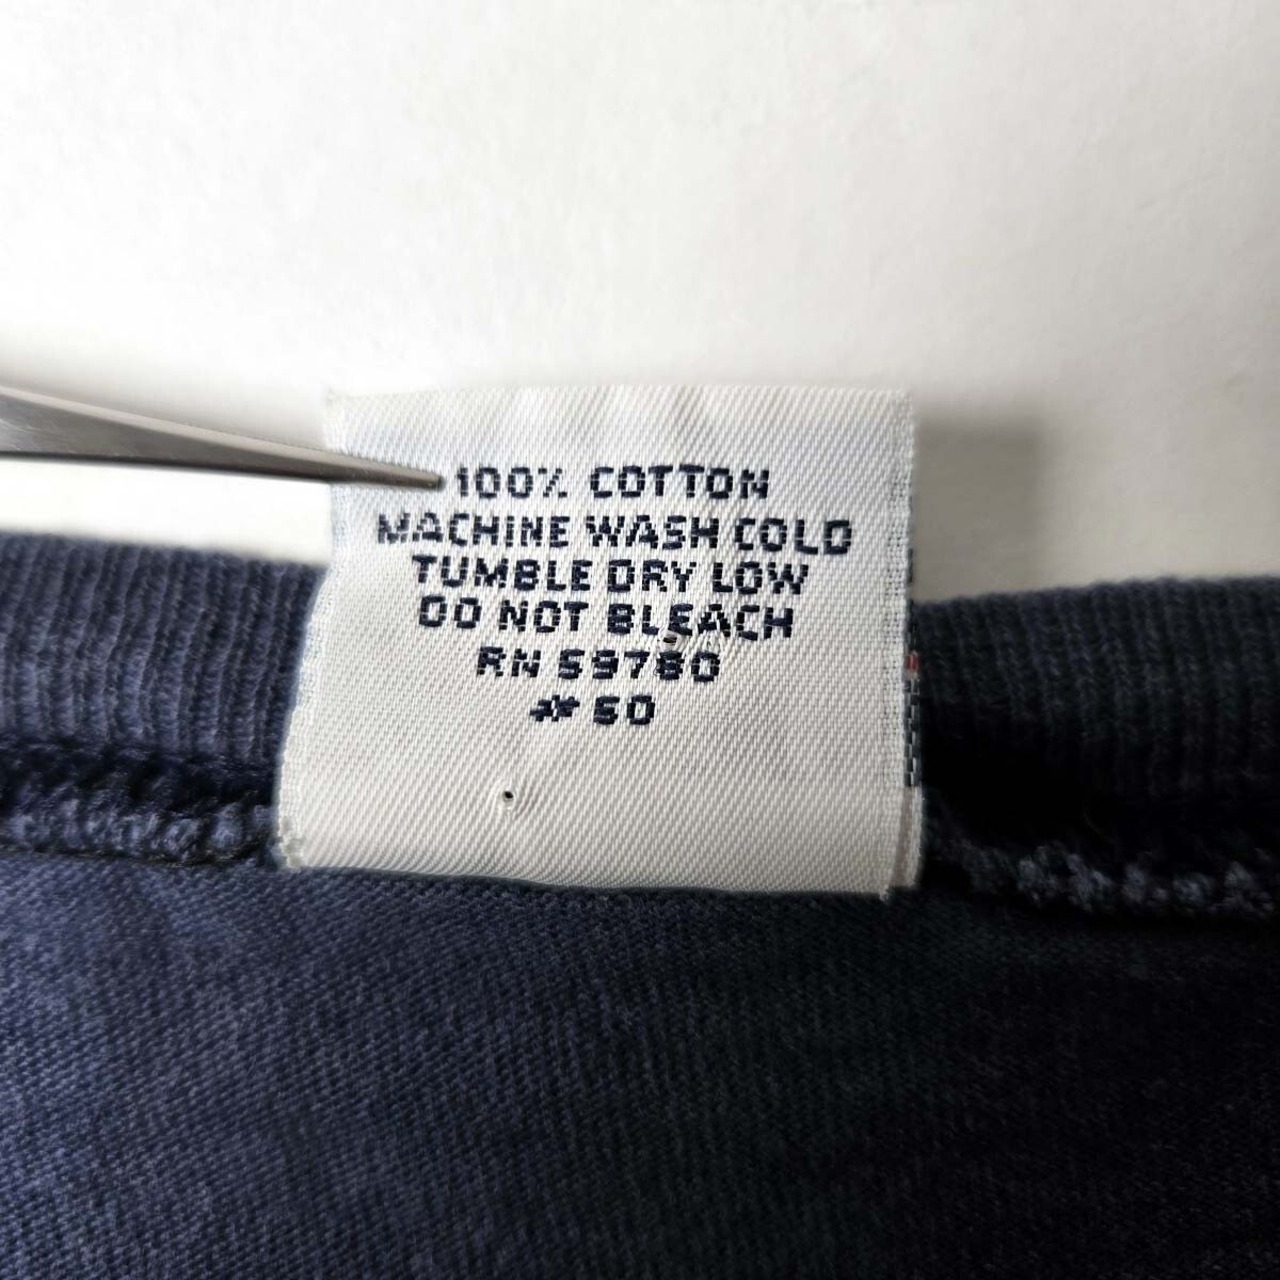 100% COTTON
MACHINE WASH COLD
TUMBLE DRY LOW
DO NOT BLEACH
RN 59780
# 50